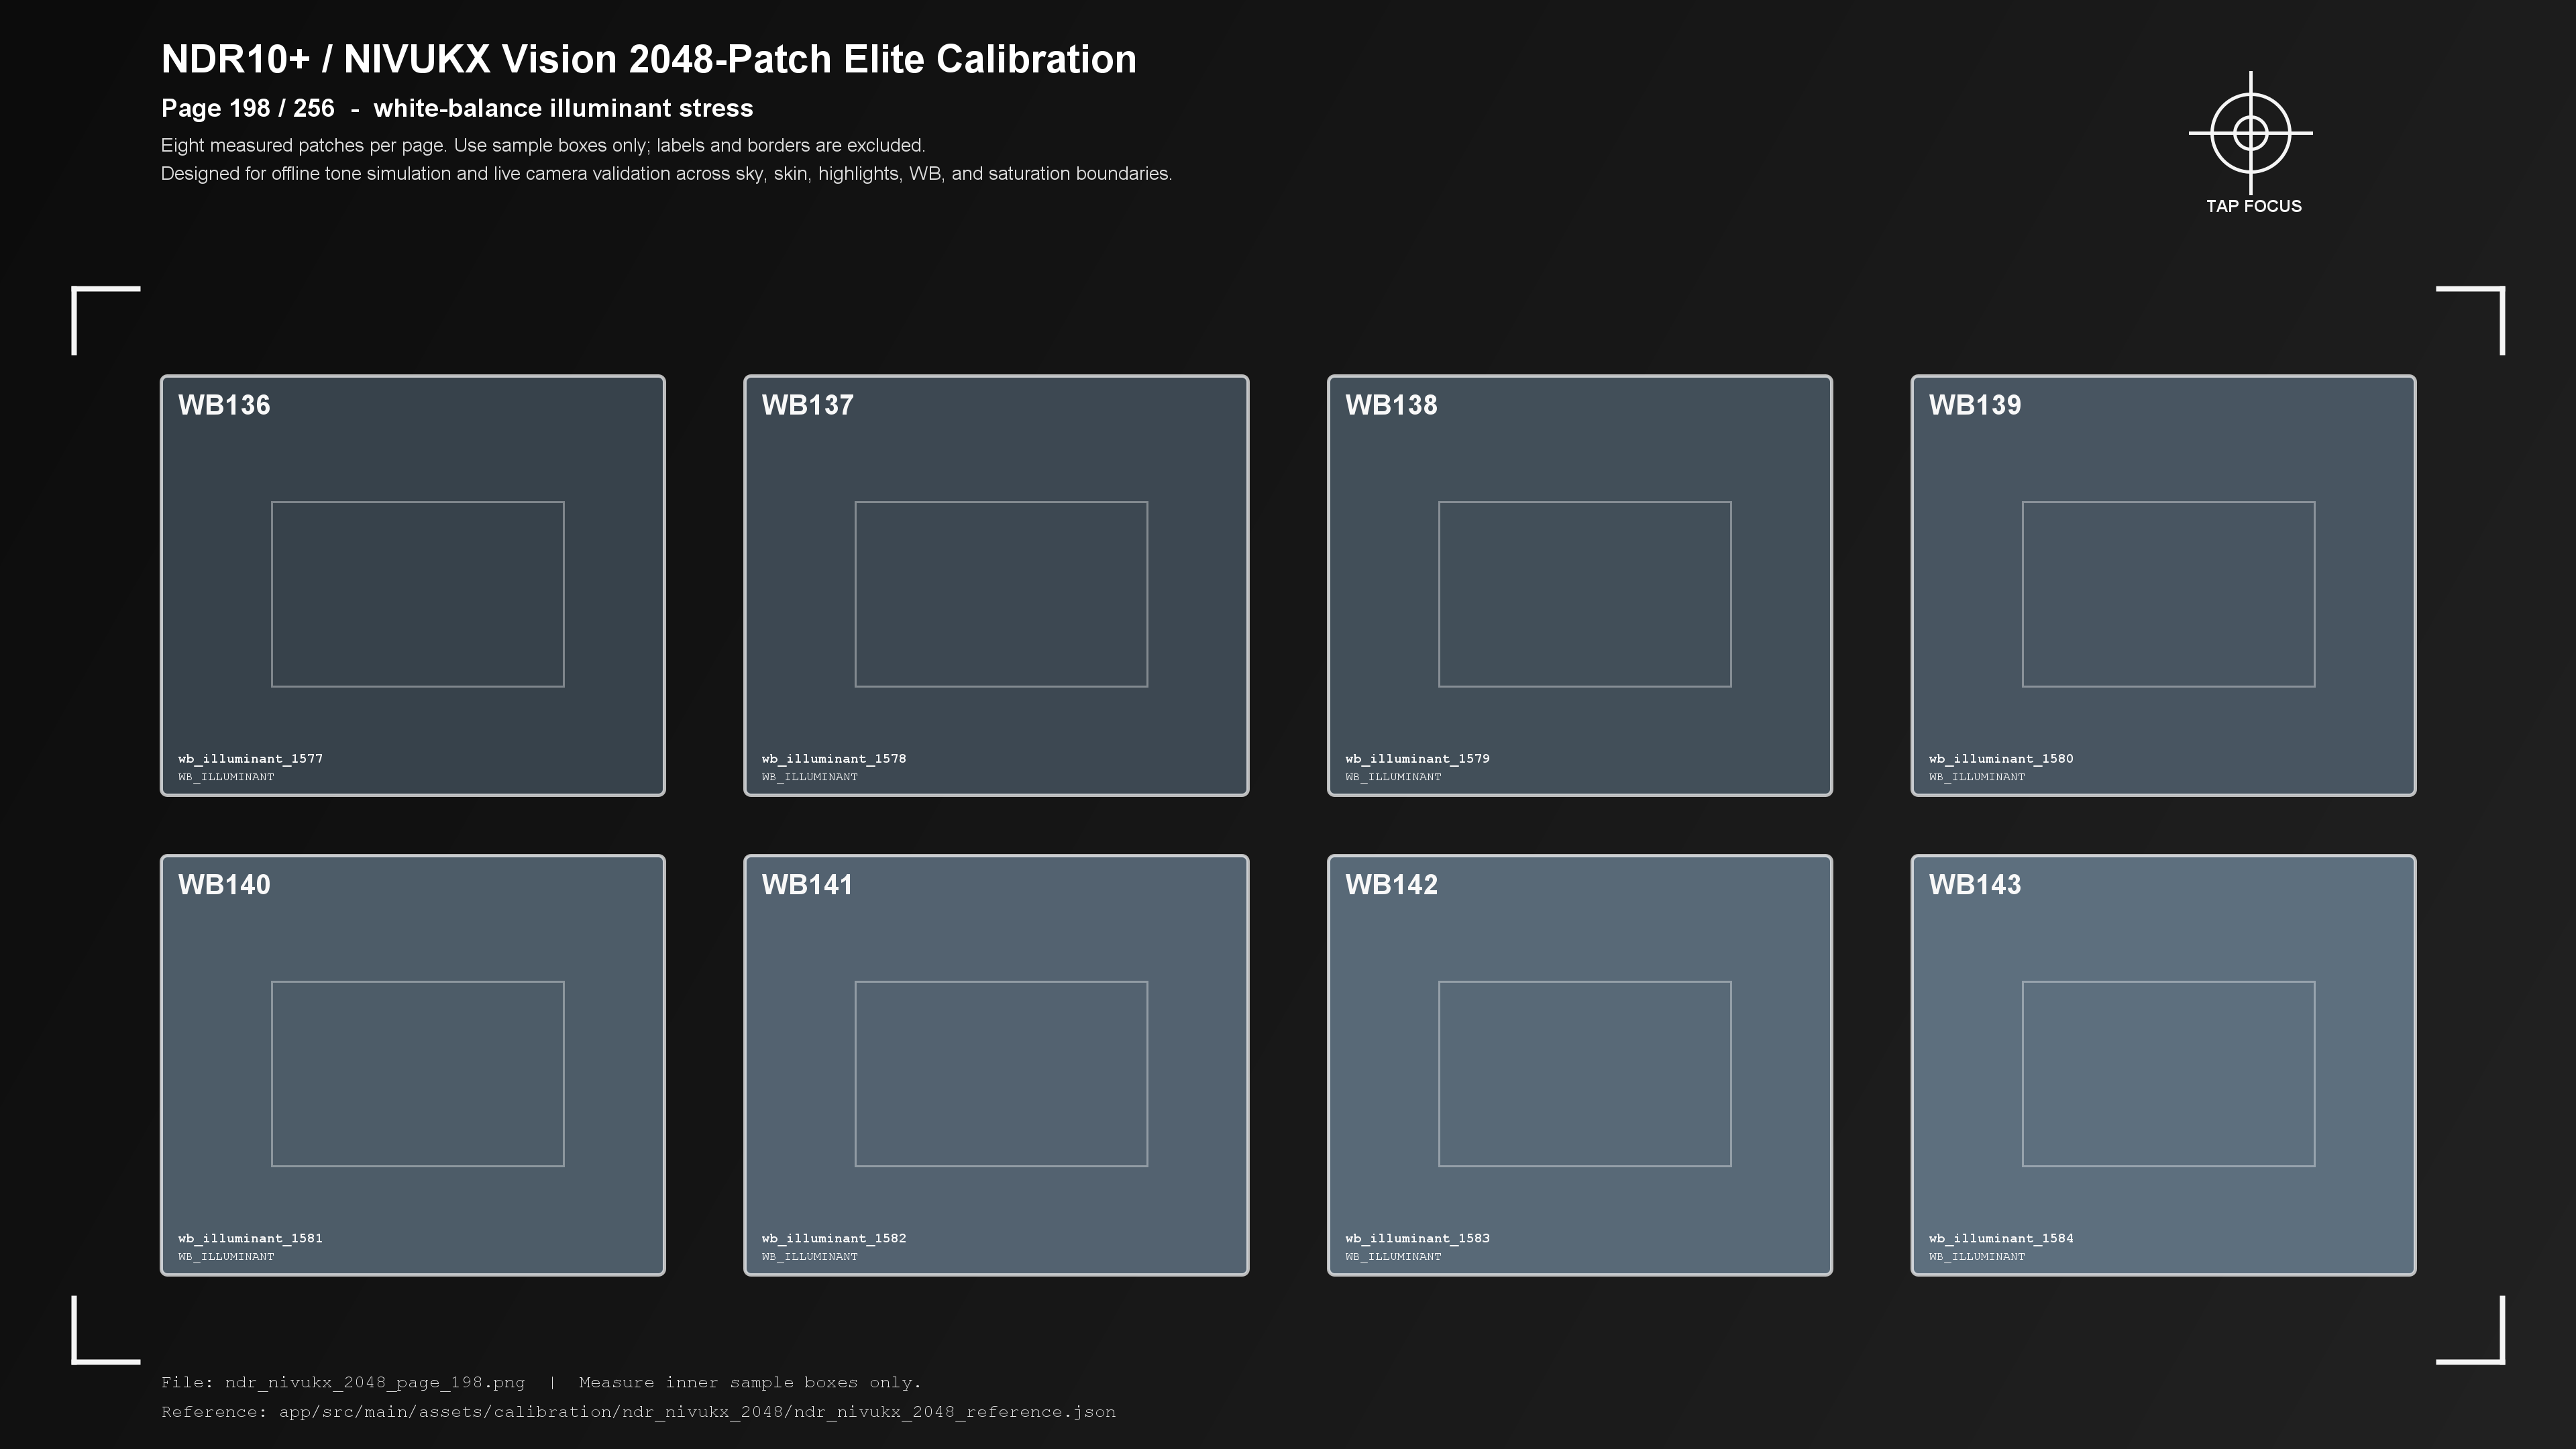 NDR10+ / NIVUKX Vision 2048-Patch Elite Calibration
Page 198 / 256 - white-balance illuminant stress
Eight measured patches per page. Use sample boxes only; labels and borders are excluded.
Designed for offline tone simulation and live camera validation across sky, skin, highlights, WB, and saturation boundaries.
TAP FOCUS
WB136
wb_illuminant_1577
WB_ILLUMINANT
WB137
wb_illuminant_1578
WB_ILLUMINANT
WB138
wb_illuminant_1579
WB_ILLUMINANT
WB139
wb_illuminant_1580
WB_ILLUMINANT
WB140
wb_illuminant_1581
WB_ILLUMINANT
WB141
wb_illuminant_1582
WB_ILLUMINANT
WB142
wb_illuminant_1583
WB_ILLUMINANT
WB143
wb_illuminant_1584
WB_ILLUMINANT
File: ndr_nivukx_2048_page_198.png | Measure inner sample boxes only.
Reference: app/src/main/assets/calibration/ndr_nivukx_2048/ndr_nivukx_2048_reference.json